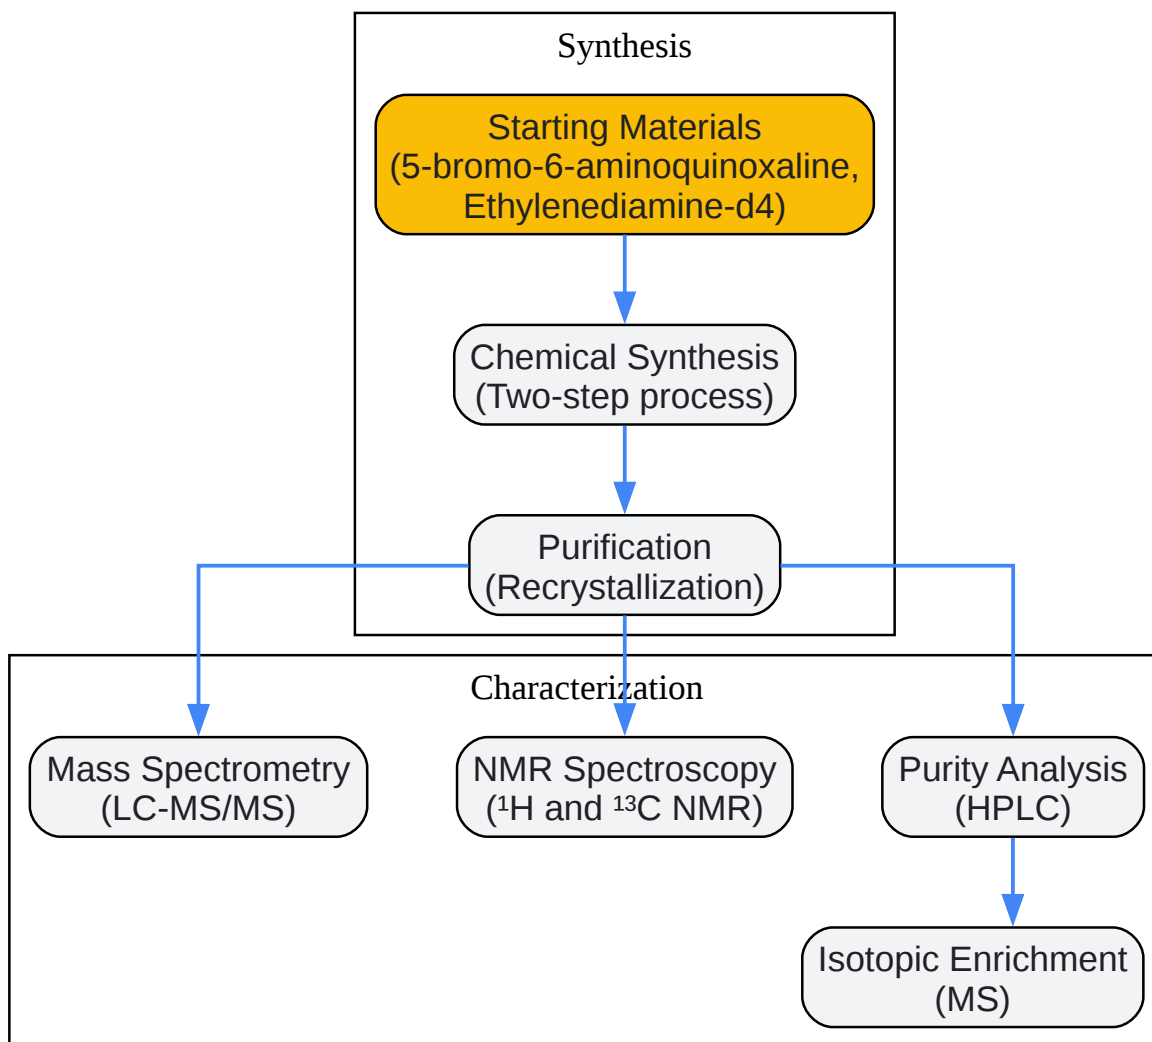 Synthesis
Starting Materials
(5-bromo-6-aminoquinoxaline,
Ethylenediamine-d4)
Chemical Synthesis
(Two-step process)
Purification
(Recrystallization)
Characterization
Mass Spectrometry
(LC-MS/MS)
NMR Spectroscopy
(¹H and ¹³C NMR)
Purity Analysis
(HPLC)
Isotopic Enrichment
(MS)